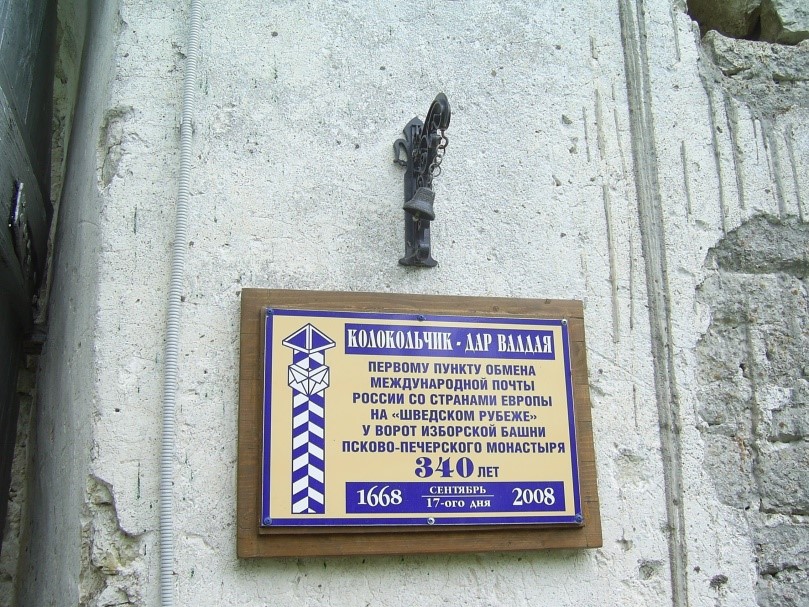 КОЛОКОЛЬЧИК - ДАР ВАЛДАЯ
ПЕРВОМУ ПУНКТУ ОБМЕНА
МЕЖДУНАРОДНОЙ ПОЧТЫ
РОССИИ СО СТРАНАМИ ЕВРОПЫ
НА «ШВЕДСКОМ РУБЕЖЕ»
У ВОРОТ ИЗБОРСКОЙ БАШНИ
ПСКОВО-ПЕЧЕРСКОГО МОНАСТЫРЯ
340 ЛЕТ
1668 СЕНТЯБРЬ 2008
17-ого дня